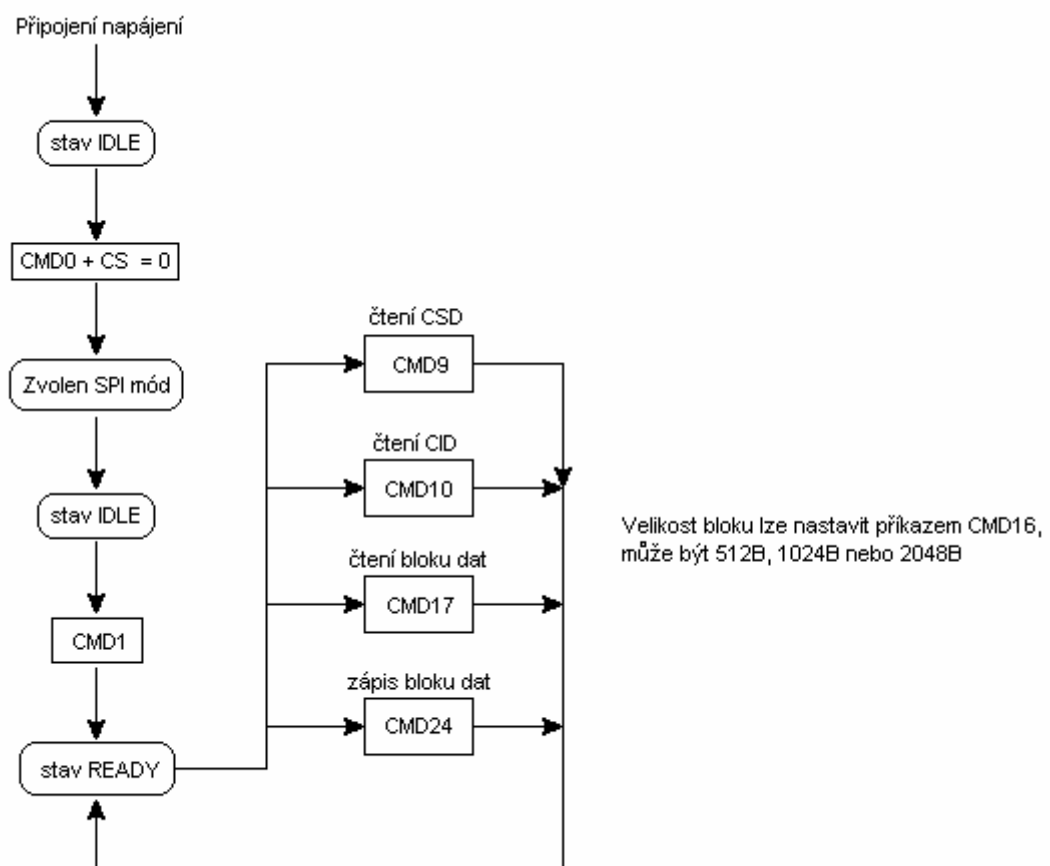 Připojení napájení
stav IDLE
CMD0 + CS = 0
Zvolen SPI mód
stav IDLE
CMD1
stav READY
čtení CSD
CMD9
čtení CID
CMD10
čtení bloku dat
CMD17
zápis bloku dat
CMD24
Velikost bloku lze nastavit příkazem CMD16,
může být 512B, 1024B nebo 2048B